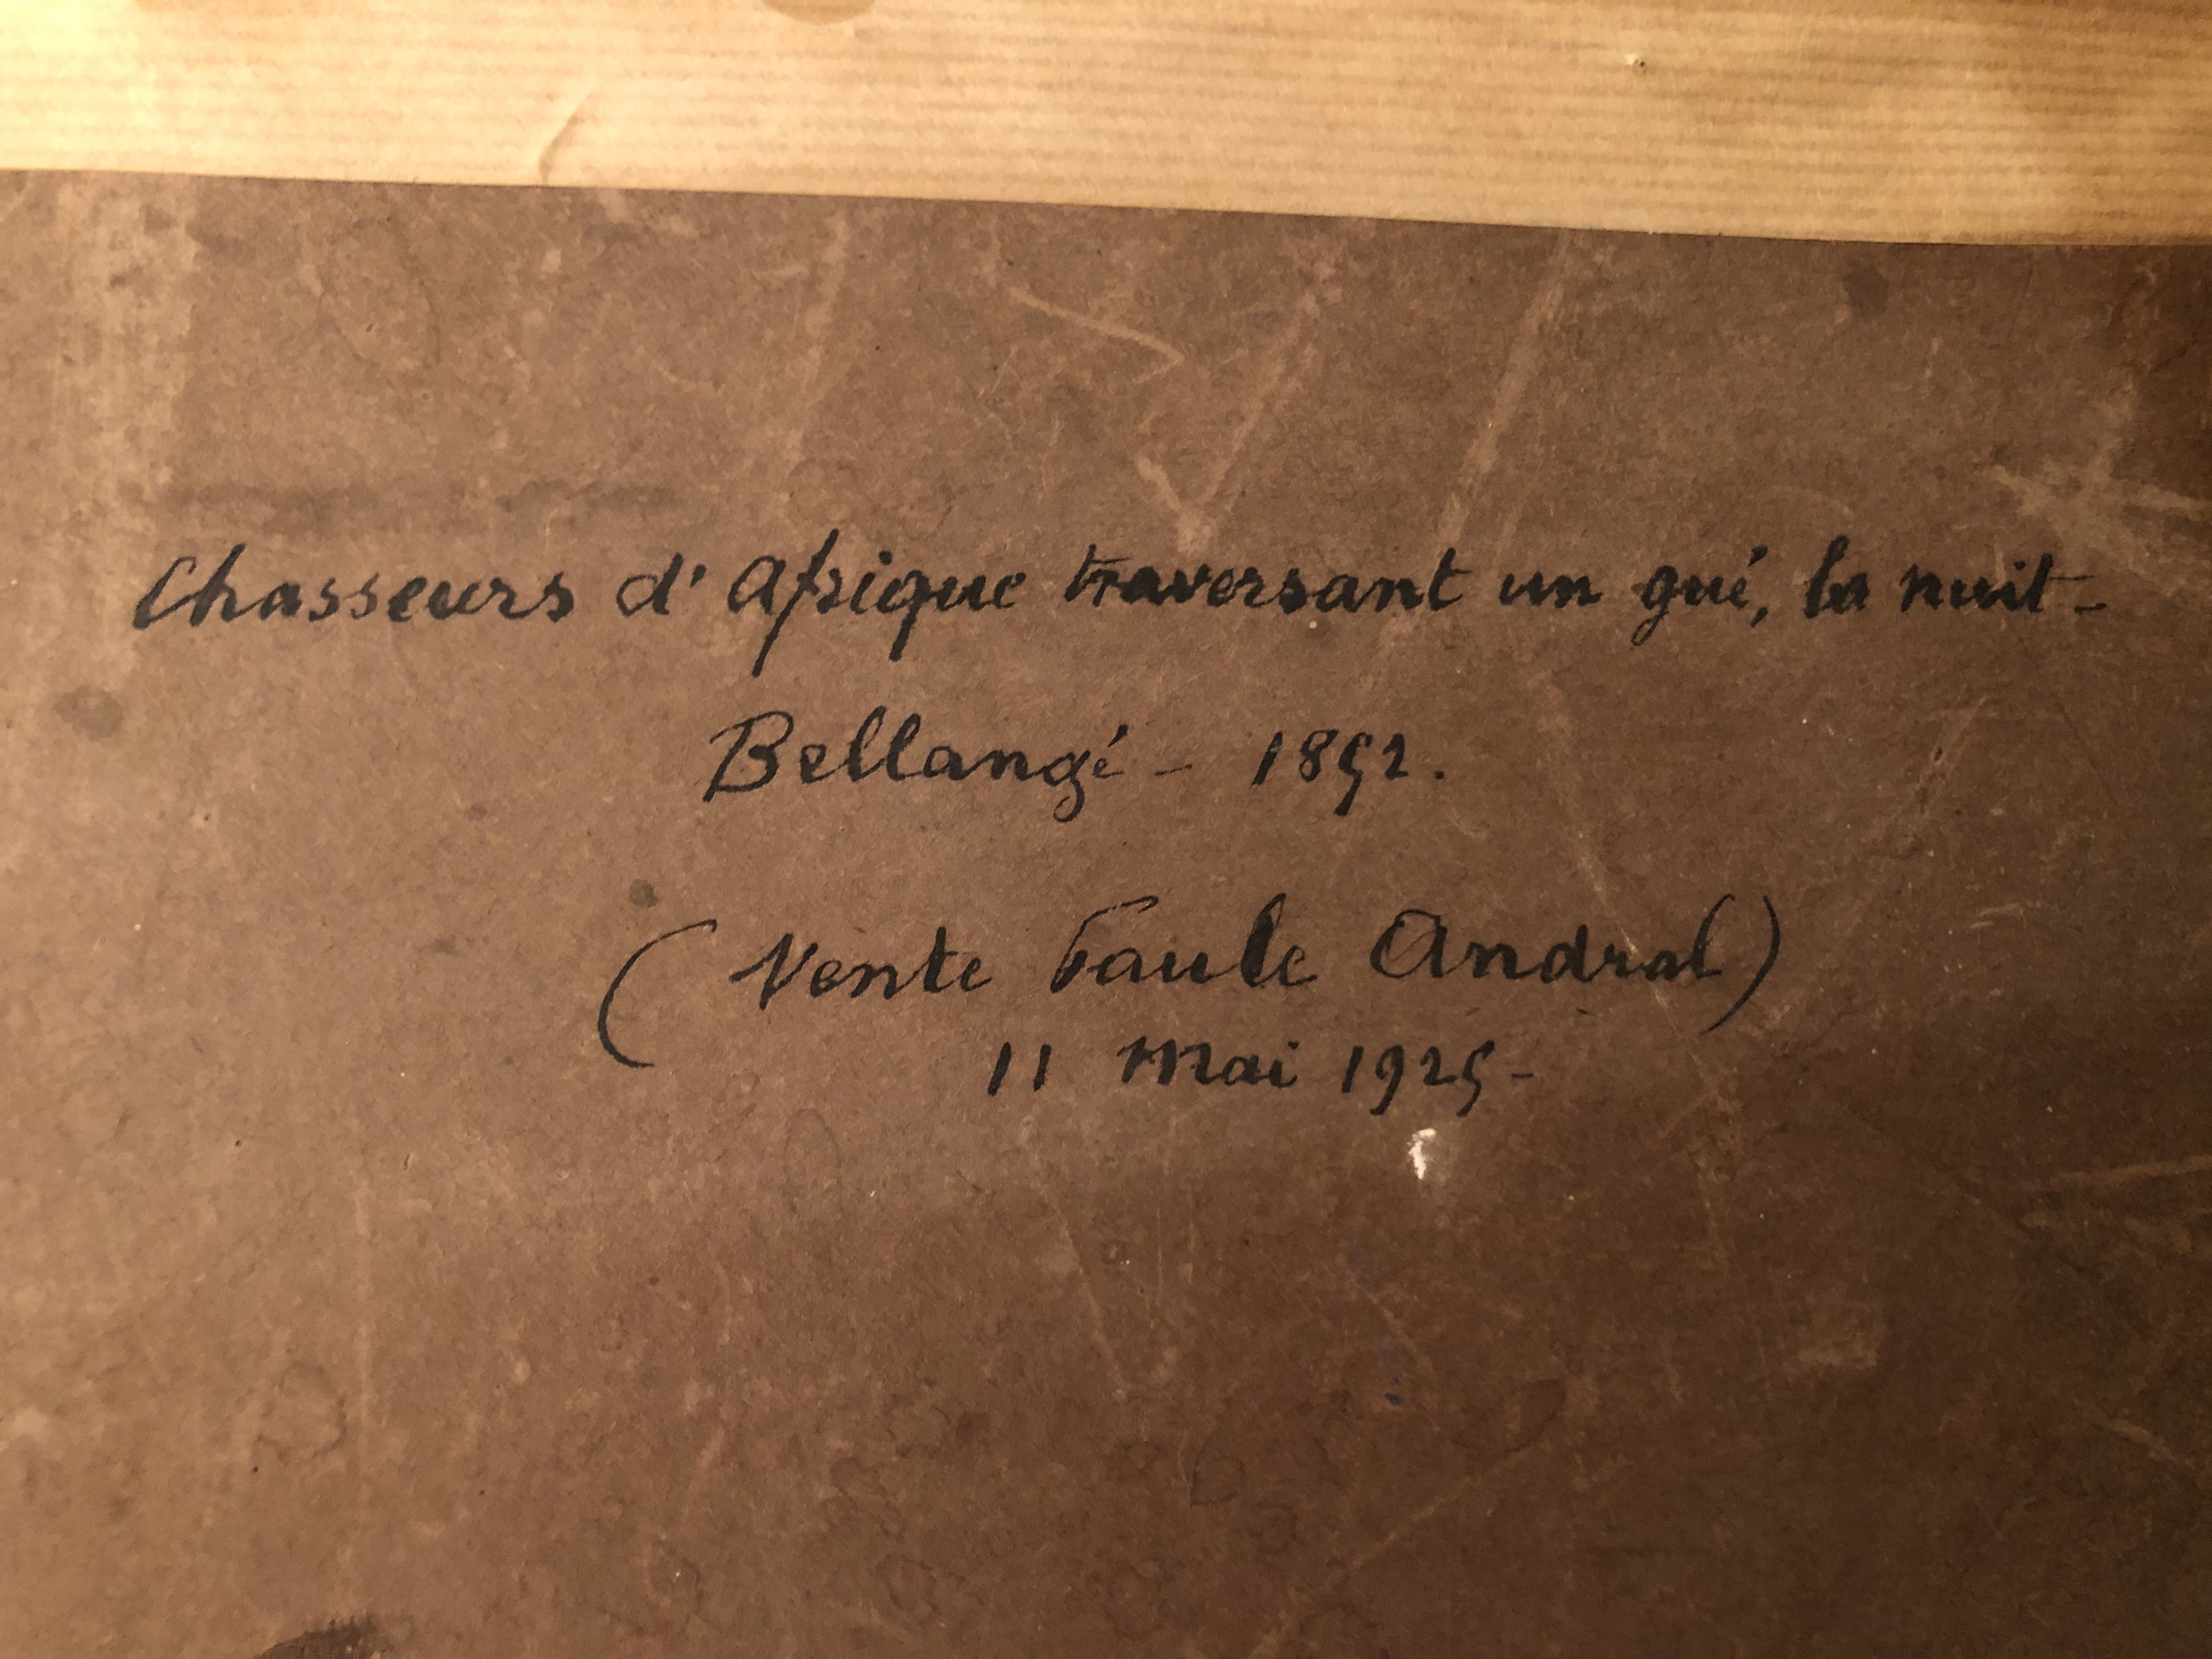 Chasseurs d'Afrique traversant un gué, la nuit -
Bellangé - 1852.
(Vente Paule Andral)
11 Mai 1925 -